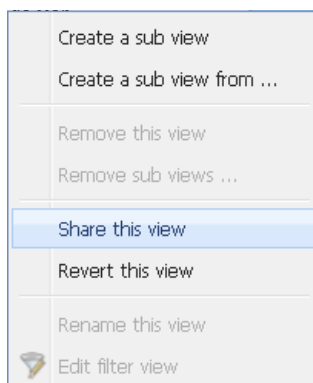 Create a sub view
Create a sub view from ...
Remove this view
Remove sub views ...
Share this view
Revert this view
Rename this view
Edit filter view